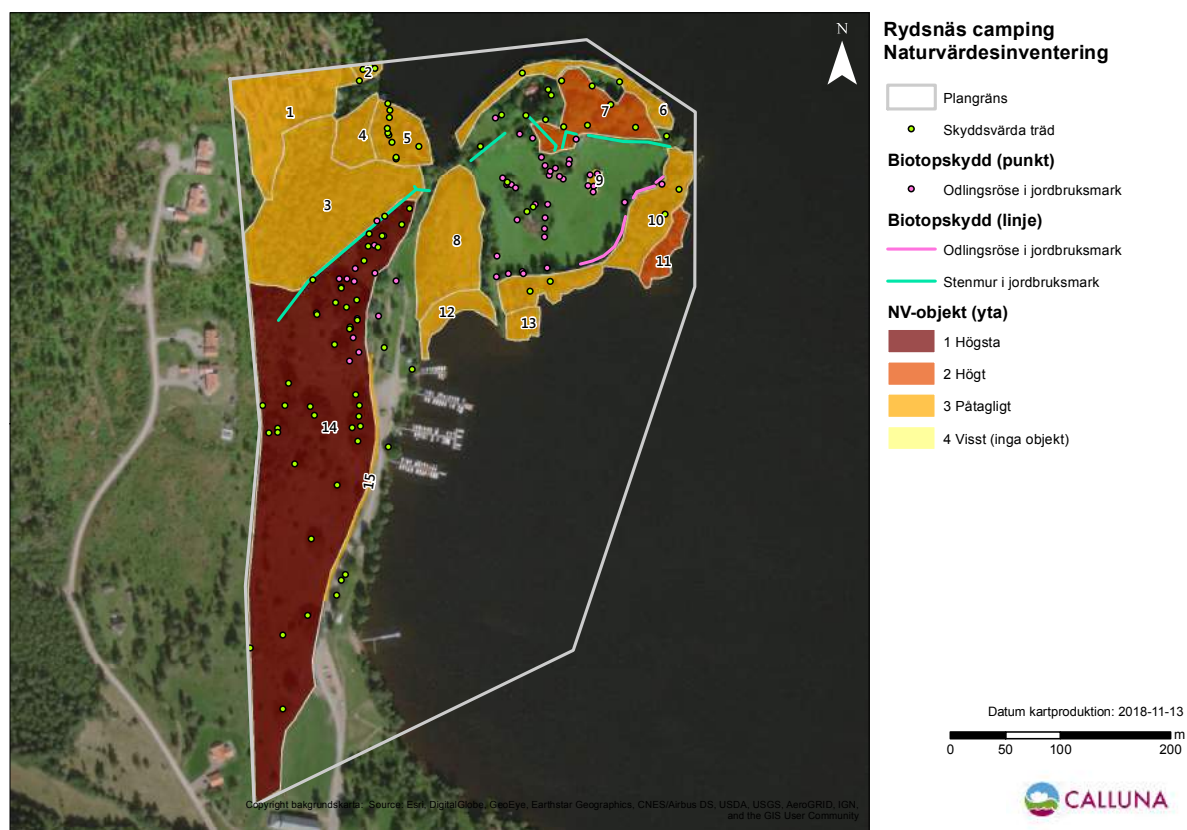 Rydsnäs camping
Naturvärdesinventering
N
Plangräns
Skyddsvärda träd
Biotopskydd (punkt)
Odlingsröse i jordbruksmark
Biotopskydd (linje)
Odlingsröse i jordbruksmark
Stenmur i jordbruksmark
NV-objekt (yta)
1 Högsta
2 Högt
3 Påtagligt
4 Visst (inga objekt)
2
1
4
5
7
6
3
9
10
8
11
12
13
14
15
Datum kartproduktion: 2018-11-13
m
0 50 100 200
CALLUNA
Copyright bakgrundskarta: Source: Esri, DigitalGlobe, GeoEye, Earthstar Geographics, CNES/Airbus DS, USDA, USGS, AeroGRID, IGN,
and the GIS User Community